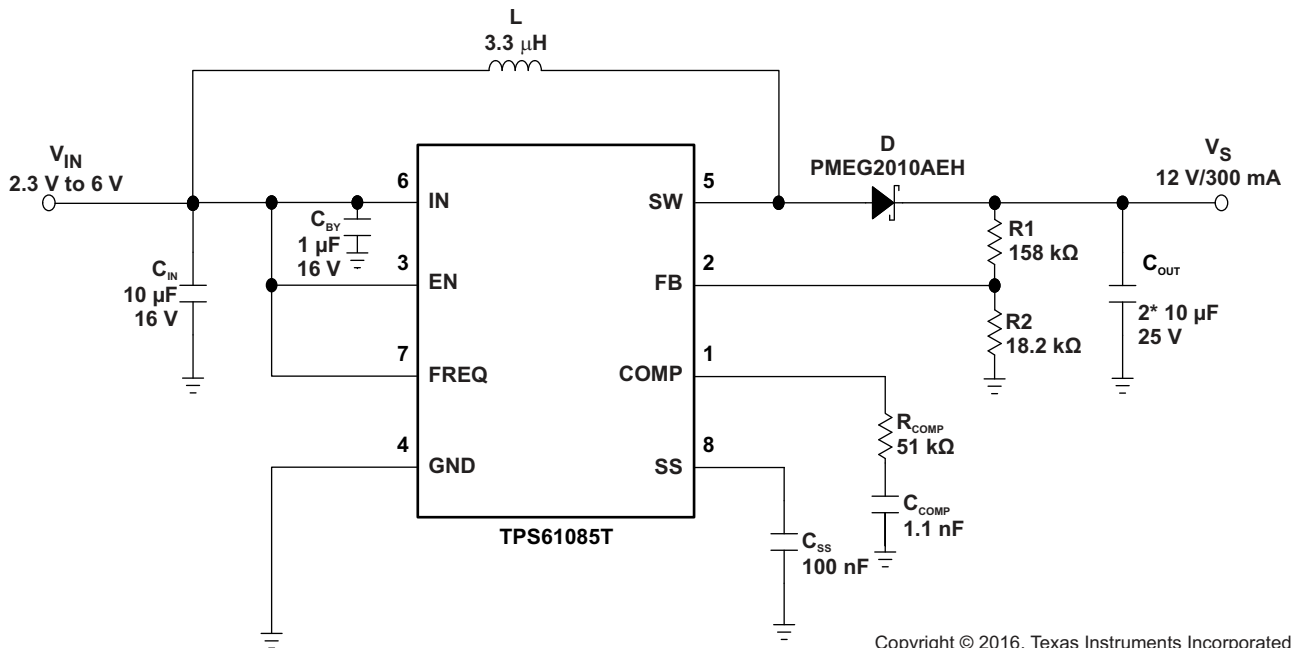 L
3.3 μH
V_IN
2.3 V to 6 V
C_IN
10 µF
16 V
C_BY
1 µF
16 V
6
IN
3
EN
7
FREQ
4
GND
SW
5
FB
2
COMP
1
SS
8
TPS61085T
D
PMEG2010AEH
V_S
12 V/300 mA
R1
158 kΩ
R2
18.2 kΩ
C_OUT
2* 10 µF
25 V
R_COMP
51 kΩ
C_COMP
1.1 nF
C_SS
100 nF
Copyright © 2016, Texas Instruments Incorporated